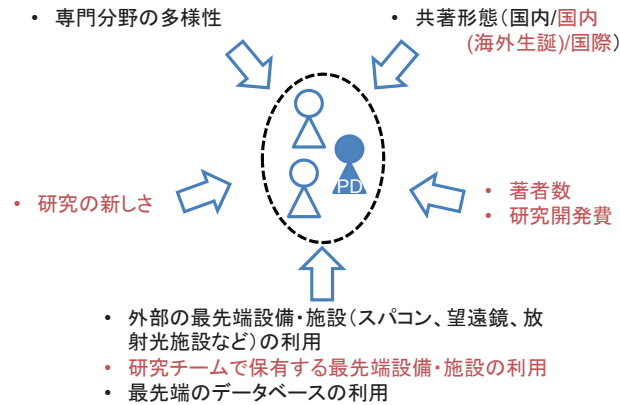 • 専門分野の多様性
• 共著形態（国内/国内
(海外生誕)/国際）
PD
• 研究の新しさ
• 著者数
• 研究開発費
• 外部の最先端設備・施設（スパコン、望遠鏡、放
射光施設など）の利用
• 研究チームで保有する最先端設備・施設の利用
• 最先端のデータベースの利用